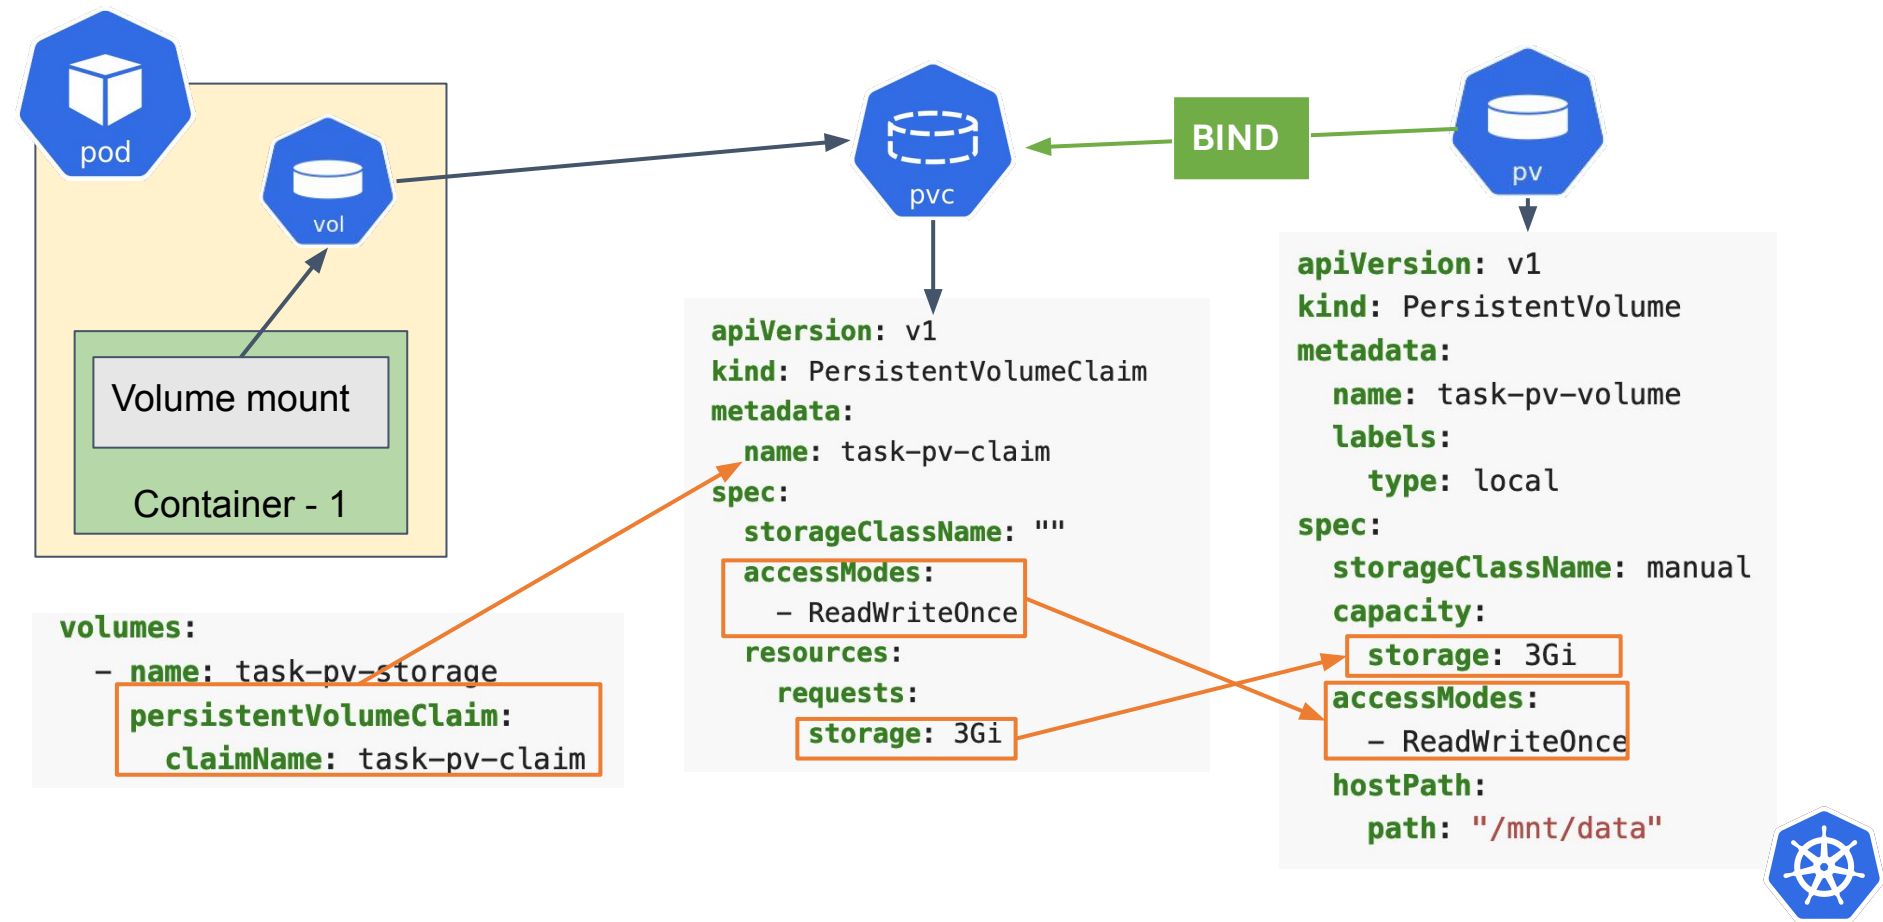 pod
vol
Volume mount
Container - 1
volumes:
  - name: task-pv-storage
    persistentVolumeClaim:
      claimName: task-pv-claim
pvc
apiVersion: v1
kind: PersistentVolumeClaim
metadata:
  name: task-pv-claim
spec:
  storageClassName: ""
  accessModes:
    - ReadWriteOnce
  resources:
    requests:
      storage: 3Gi
BIND
pv
apiVersion: v1
kind: PersistentVolume
metadata:
  name: task-pv-volume
  labels:
    type: local
spec:
  storageClassName: manual
  capacity:
    storage: 3Gi
  accessModes:
    - ReadWriteOnce
  hostPath:
    path: "/mnt/data"